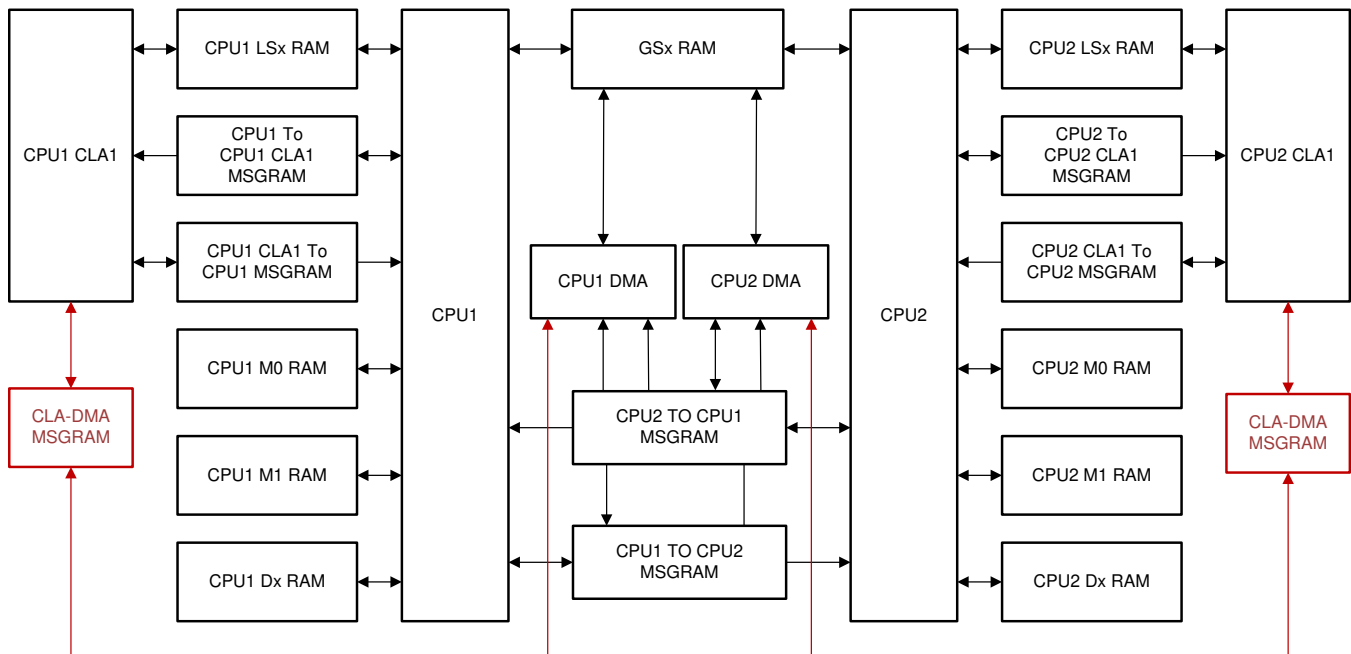 CPU1 CLA1
CLA-DMA
MSGRAM
CPU1 LSx RAM
CPU1 To
CPU1 CLA1
MSGRAM
CPU1 CLA1 To
CPU1 MSGRAM
CPU1 M0 RAM
CPU1 M1 RAM
CPU1 Dx RAM
CPU1
GSx RAM
CPU1 DMA
CPU2 DMA
CPU2 TO CPU1
MSGRAM
CPU1 TO CPU2
MSGRAM
CPU2
CPU2 LSx RAM
CPU2 To
CPU2 CLA1
MSGRAM
CPU2 CLA1 To
CPU2 MSGRAM
CPU2 M0 RAM
CPU2 M1 RAM
CPU2 Dx RAM
CPU2 CLA1
CLA-DMA
MSGRAM